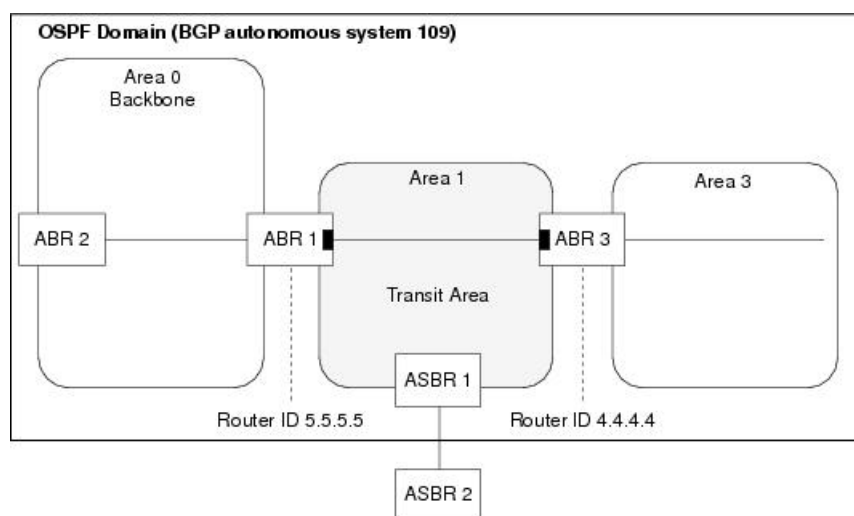 OSPF Domain (BGP autonomous system 109)
Area 0
Backbone
Area 1
Area 3
ABR 2
ABR 1
ABR 3
Transit Area
ASBR 1
Router ID 5.5.5.5
Router ID 4.4.4.4
ASBR 2